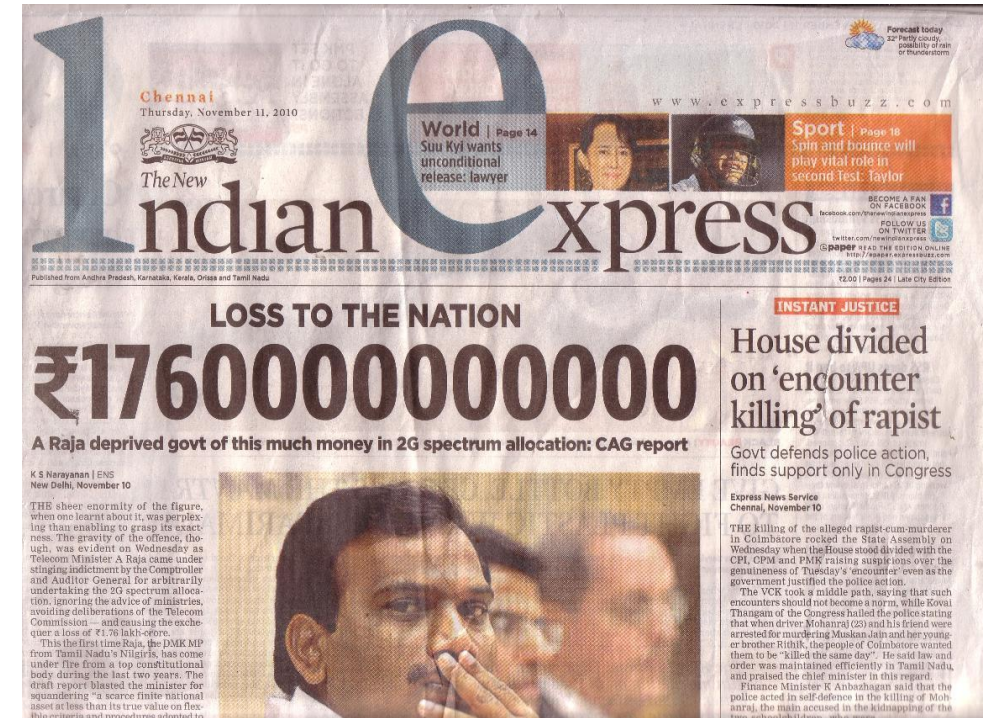 Forecast today
32° Partly cloudy,
possibility of rain
or thunderstorm
Chennai
Thursday, November 11, 2010
www.expressbuzz.com
World | Page 14
Suu Kyi wants
unconditional
release: lawyer
Sport | Page 18
Spin and bounce will
play vital role in
second Test: Taylor
The New
Indian express
BECOME A FAN
ON FACEBOOK
facebook.com/thenewindianxpress
FOLLOW US
ON TWITTER
twitter.com/newindianxpress
epaper READ THE EDITION ONLINE
http://epaper.expressbuzz.com
Published from Andhra Pradesh, Karnataka, Kerala, Orissa and Tamil Nadu
₹2.00 | Pages 24 | Late City Edition
LOSS TO THE NATION
₹1760000000000
A Raja deprived govt of this much money in 2G spectrum allocation: CAG report
K S Narayanan | ENS
New Delhi, November 10
THE sheer enormity of the figure,
when one learnt about it, was perplex-
ing than enabling to grasp its exact-
ness. The gravity of the offence, tho-
ugh, was evident on Wednesday as
Telecom Minister A Raja came under
stinging indictment by the Comptroller
and Auditor General for arbitrarily
undertaking the 2G spectrum alloca-
tion, ignoring the advice of ministries,
avoiding deliberations of the Telecom
Commission — and causing the exche-
quer a loss of ₹1.76 lakh-crore.
This the first time Raja, the DMK MP
from Tamil Nadu's Nilgiris, has come
under fire from a top constitutional
body during the last two years. The
draft report blasted the minister for
squandering "a scarce finite national
asset at less than its true value on flex-
ible criteria and procedures adopted to
INSTANT JUSTICE
House divided
on 'encounter
killing' of rapist
Govt defends police action,
finds support only in Congress
Express News Service
Chennai, November 10
THE killing of the alleged rapist-cum-murderer
in Coimbatore rocked the State Assembly on
Wednesday when the House stood divided with the
CPI, CPM and PMK raising suspicions over the
genuineness of Tuesday's 'encounter' even as the
government justified the police action.
The VCK took a middle path, saying that such
encounters should not become a norm, while Kovai
Thangam of the Congress hailed the police stating
that when driver Mohanraj (23) and his friend were
arrested for murdering Muskan Jain and her young-
er brother Rithik, the people of Coimbatore wanted
them to be "killed the same day". He said law and
order was maintained efficiently in Tamil Nadu,
and praised the chief minister in this regard.
Finance Minister K Anbazhagan said that the
police acted in self-defence in the killing of Moh-
anraj, the main accused in the kidnapping of the